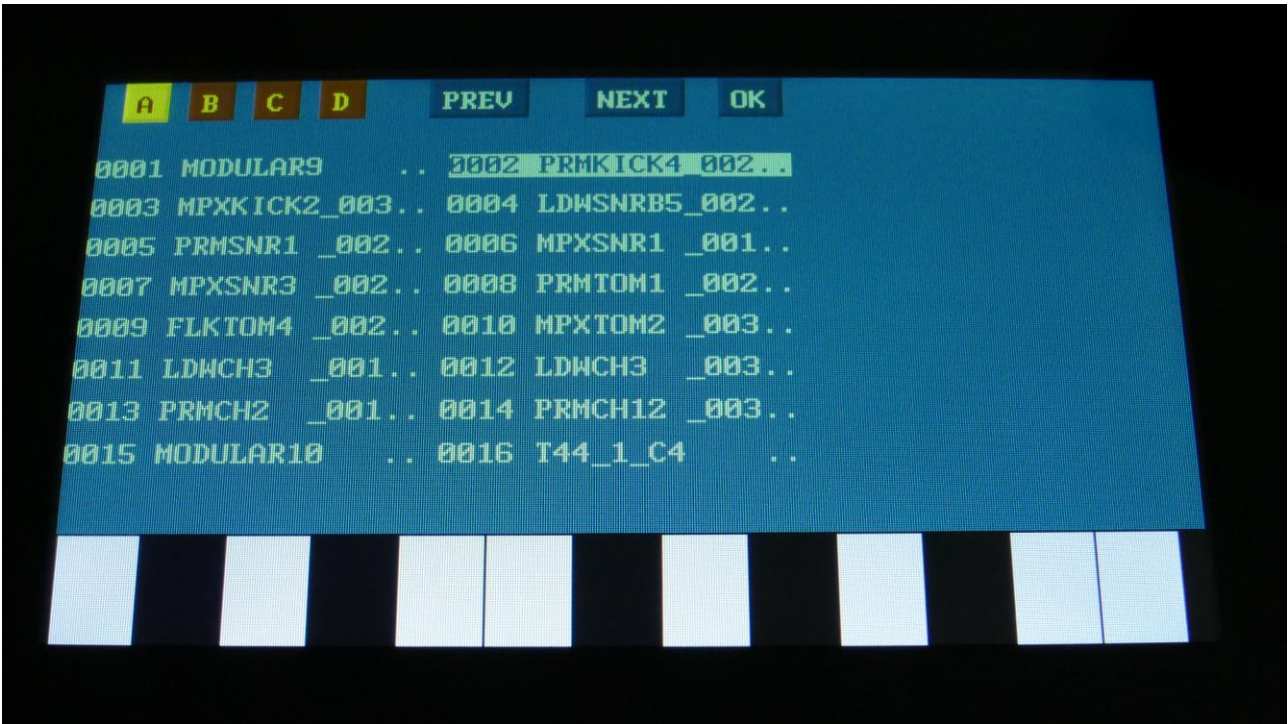 A B C D PREV NEXT OK
0001 MODULAR9 .. 0002 PRMKICK4_002..
0003 MPXKICK2_003.. 0004 LDWSNRB5_002..
0005 PRMSNR1 _002.. 0006 MPXSNR1 _001..
0007 MPXSNR3 _002.. 0008 PRMTOM1 _002..
0009 FLKTOM4 _002.. 0010 MPXTOM2 _003..
0011 LDWCH3 _001.. 0012 LDWCH3 _003..
0013 PRMCH2 _001.. 0014 PRMCH12 _003..
0015 MODULAR10 .. 0016 T44_1_C4 ..